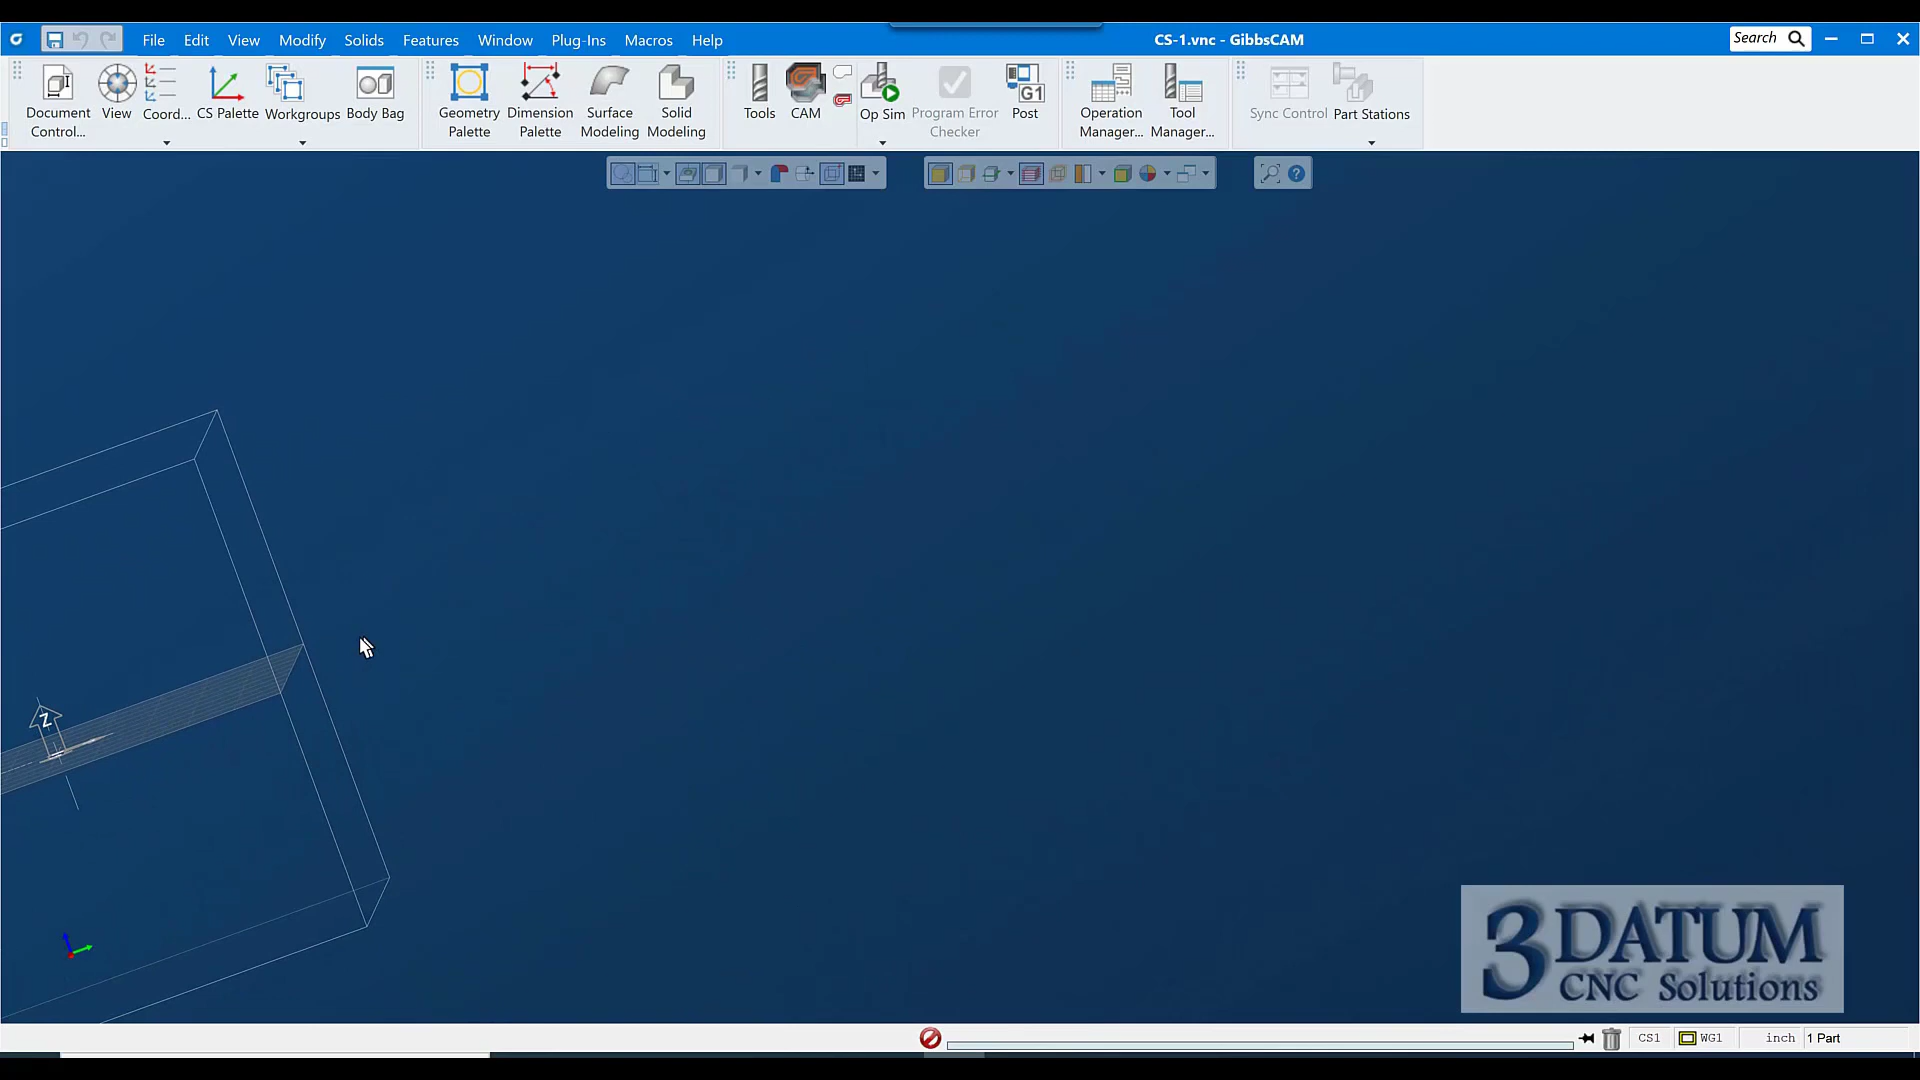 File Edit View Modify Solids Features Window Plug-Ins Macros Help
CS-1.vnc - GibbsCAM
Search
Document Control...
View
Coord...
CS Palette
Workgroups
Body Bag
Geometry Palette
Dimension Palette
Surface Modeling
Solid Modeling
Tools
CAM
Op Sim
Program Error Checker
G1
Post
Operation Manager...
Tool Manager...
Sync Control
Part Stations
Z
3DATUM
CNC Solutions
CS1
WG1
inch
1 Part